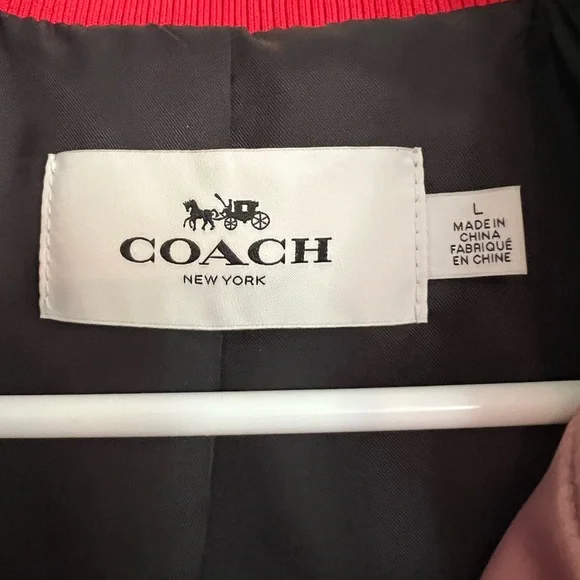 COACH
NEW YORK
L
MADE IN
CHINA
FABRIQUÉ
EN CHINE